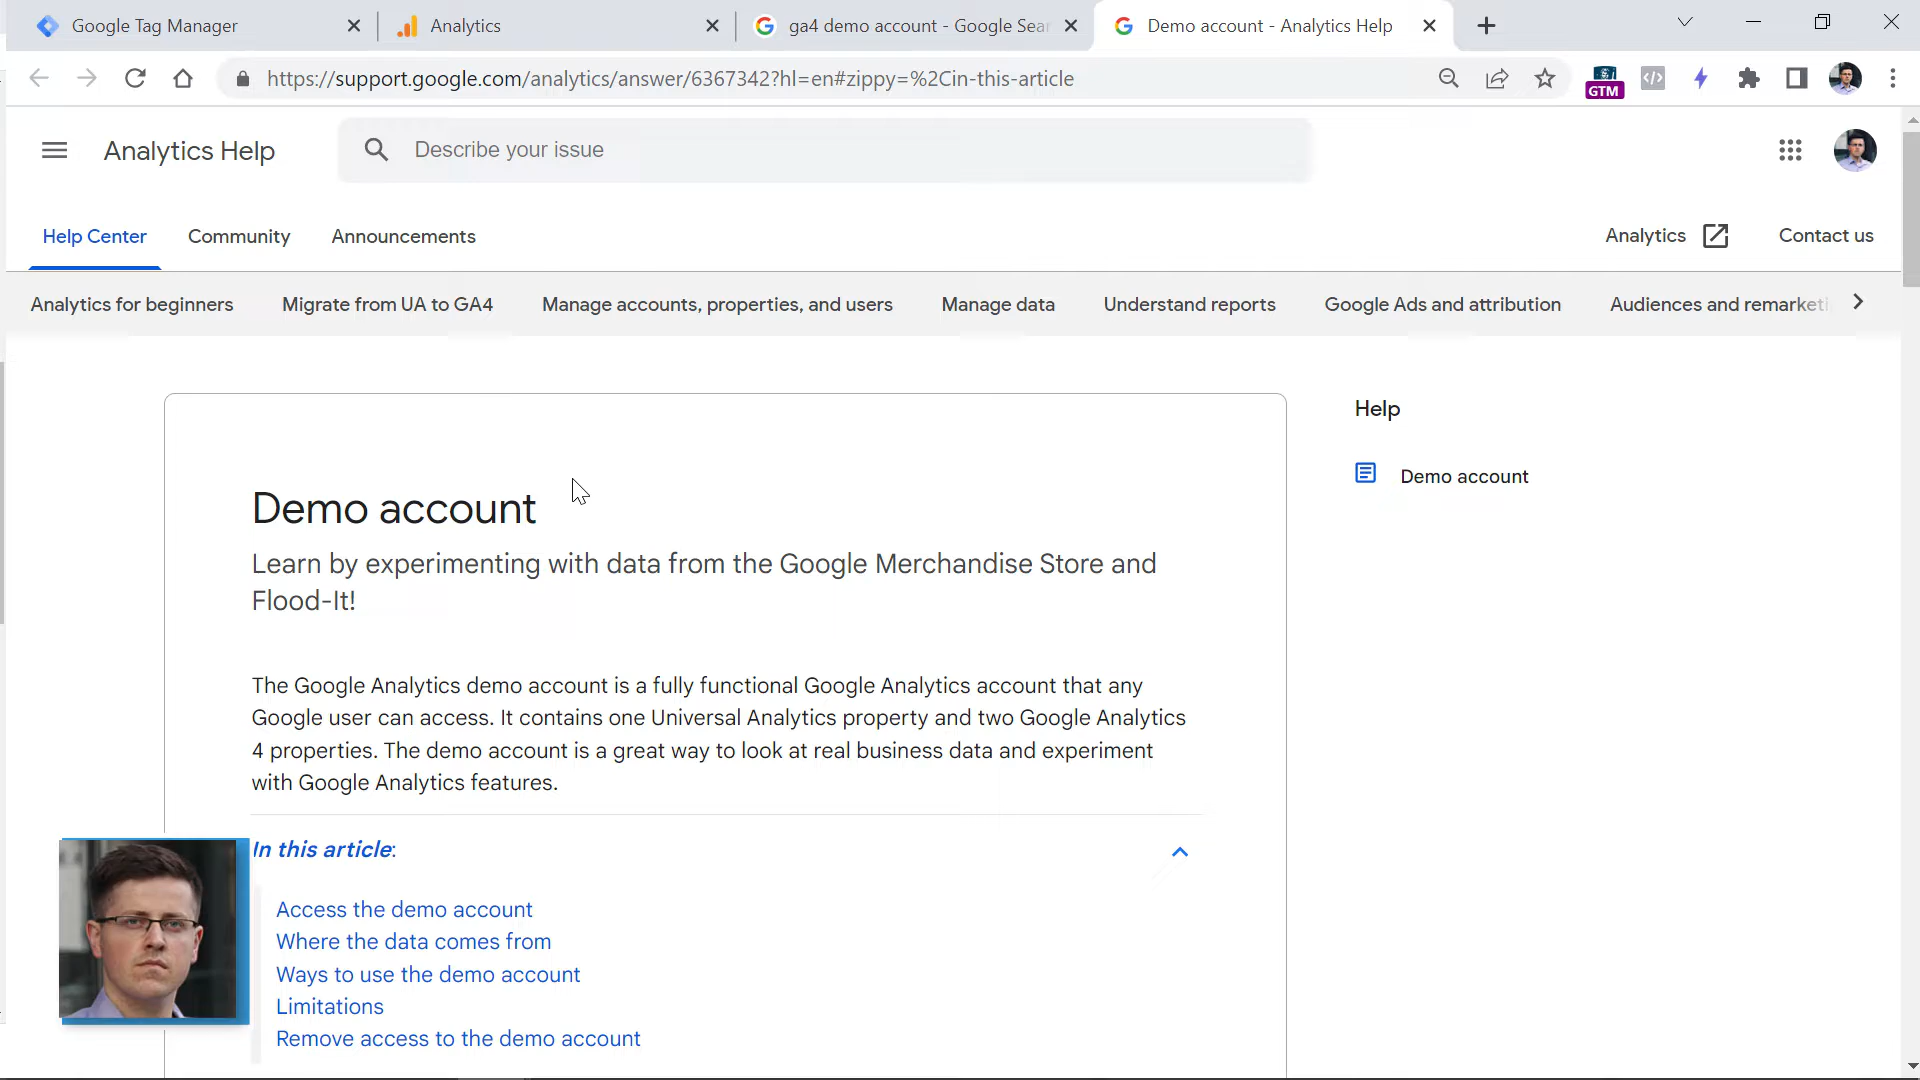 Google Tag Manager
Analytics
ga4 demo account - Google Sear
Demo account - Analytics Help
https://support.google.com/analytics/answer/6367342?hl=en#zippy=%2Cin-this-article
GTM
Analytics Help
Describe your issue
Help Center
Community
Announcements
Analytics
Contact us
Analytics for beginners
Migrate from UA to GA4
Manage accounts, properties, and users
Manage data
Understand reports
Google Ads and attribution
Audiences and remarketi
Help
Demo account
Demo account
Learn by experimenting with data from the Google Merchandise Store and
Flood-It!
The Google Analytics demo account is a fully functional Google Analytics account that any
Google user can access. It contains one Universal Analytics property and two Google Analytics
4 properties. The demo account is a great way to look at real business data and experiment
with Google Analytics features.
In this article:
Access the demo account
Where the data comes from
Ways to use the demo account
Limitations
Remove access to the demo account